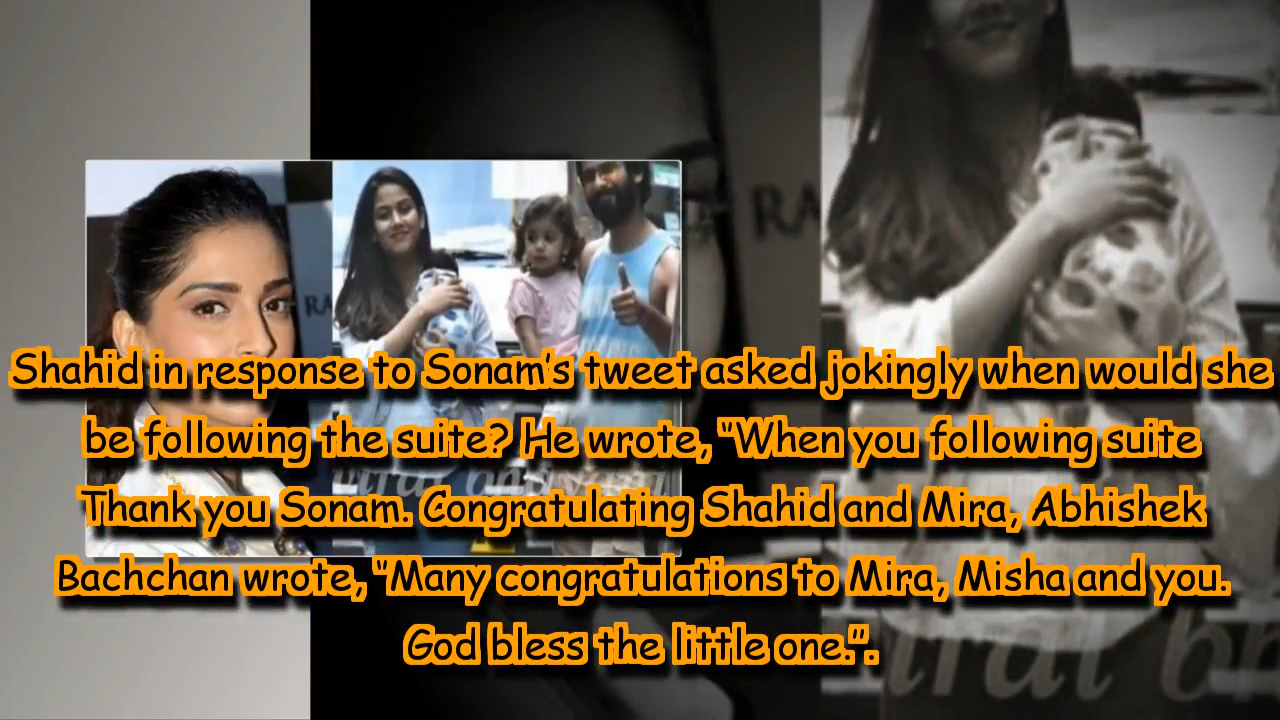 RA
Shahid in response to Sonam's tweet asked jokingly when would she
be following the suite? He wrote, "When you following suite
Thank you Sonam. Congratulating Shahid and Mira, Abhishek
Bachchan wrote, "Many congratulations to Mira, Misha and you.
God bless the little one.".